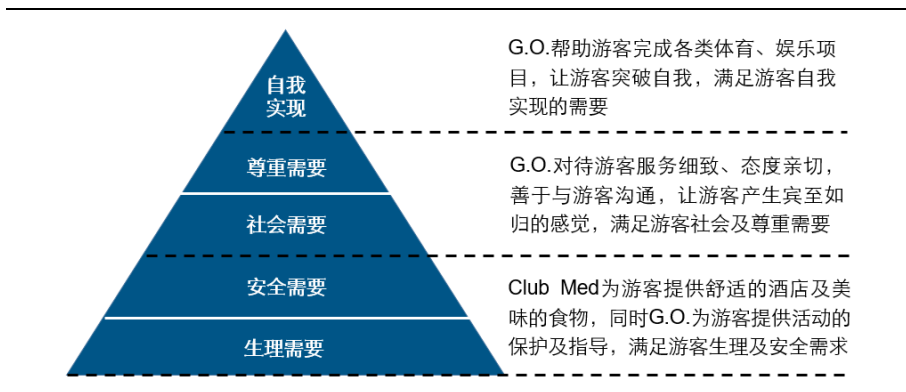 自我
实现
G.O.帮助游客完成各类体育、娱乐项
目，让游客突破自我，满足游客自我
实现的需要
尊重需要
社会需要
G.O.对待游客服务细致、态度亲切，
善于与游客沟通，让游客产生宾至如
归的感觉，满足游客社会及尊重需要
安全需要
生理需要
Club Med为游客提供舒适的酒店及美
味的食物，同时G.O.为游客提供活动的
保护及指导，满足游客生理及安全需求